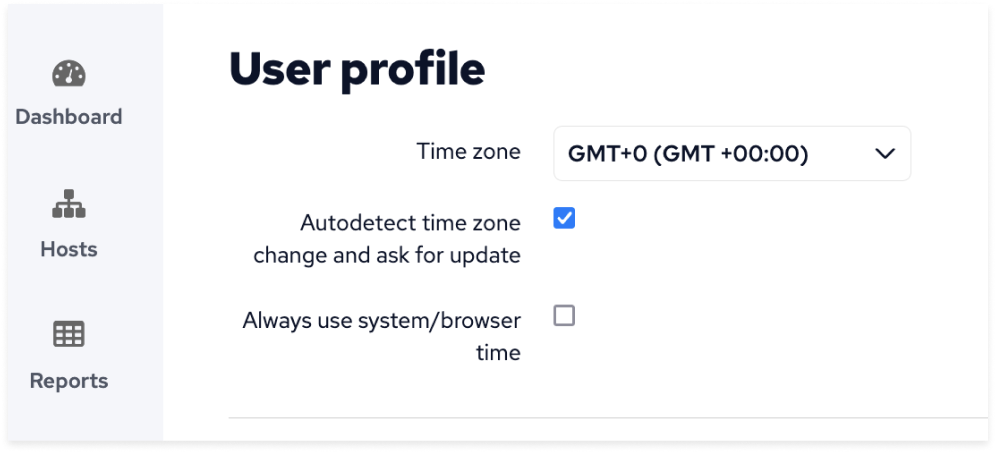 Dashboard
Hosts
Reports
User profile
Time zone
GMT+0 (GMT +00:00)
Autodetect time zone
change and ask for update
Always use system/browser
time